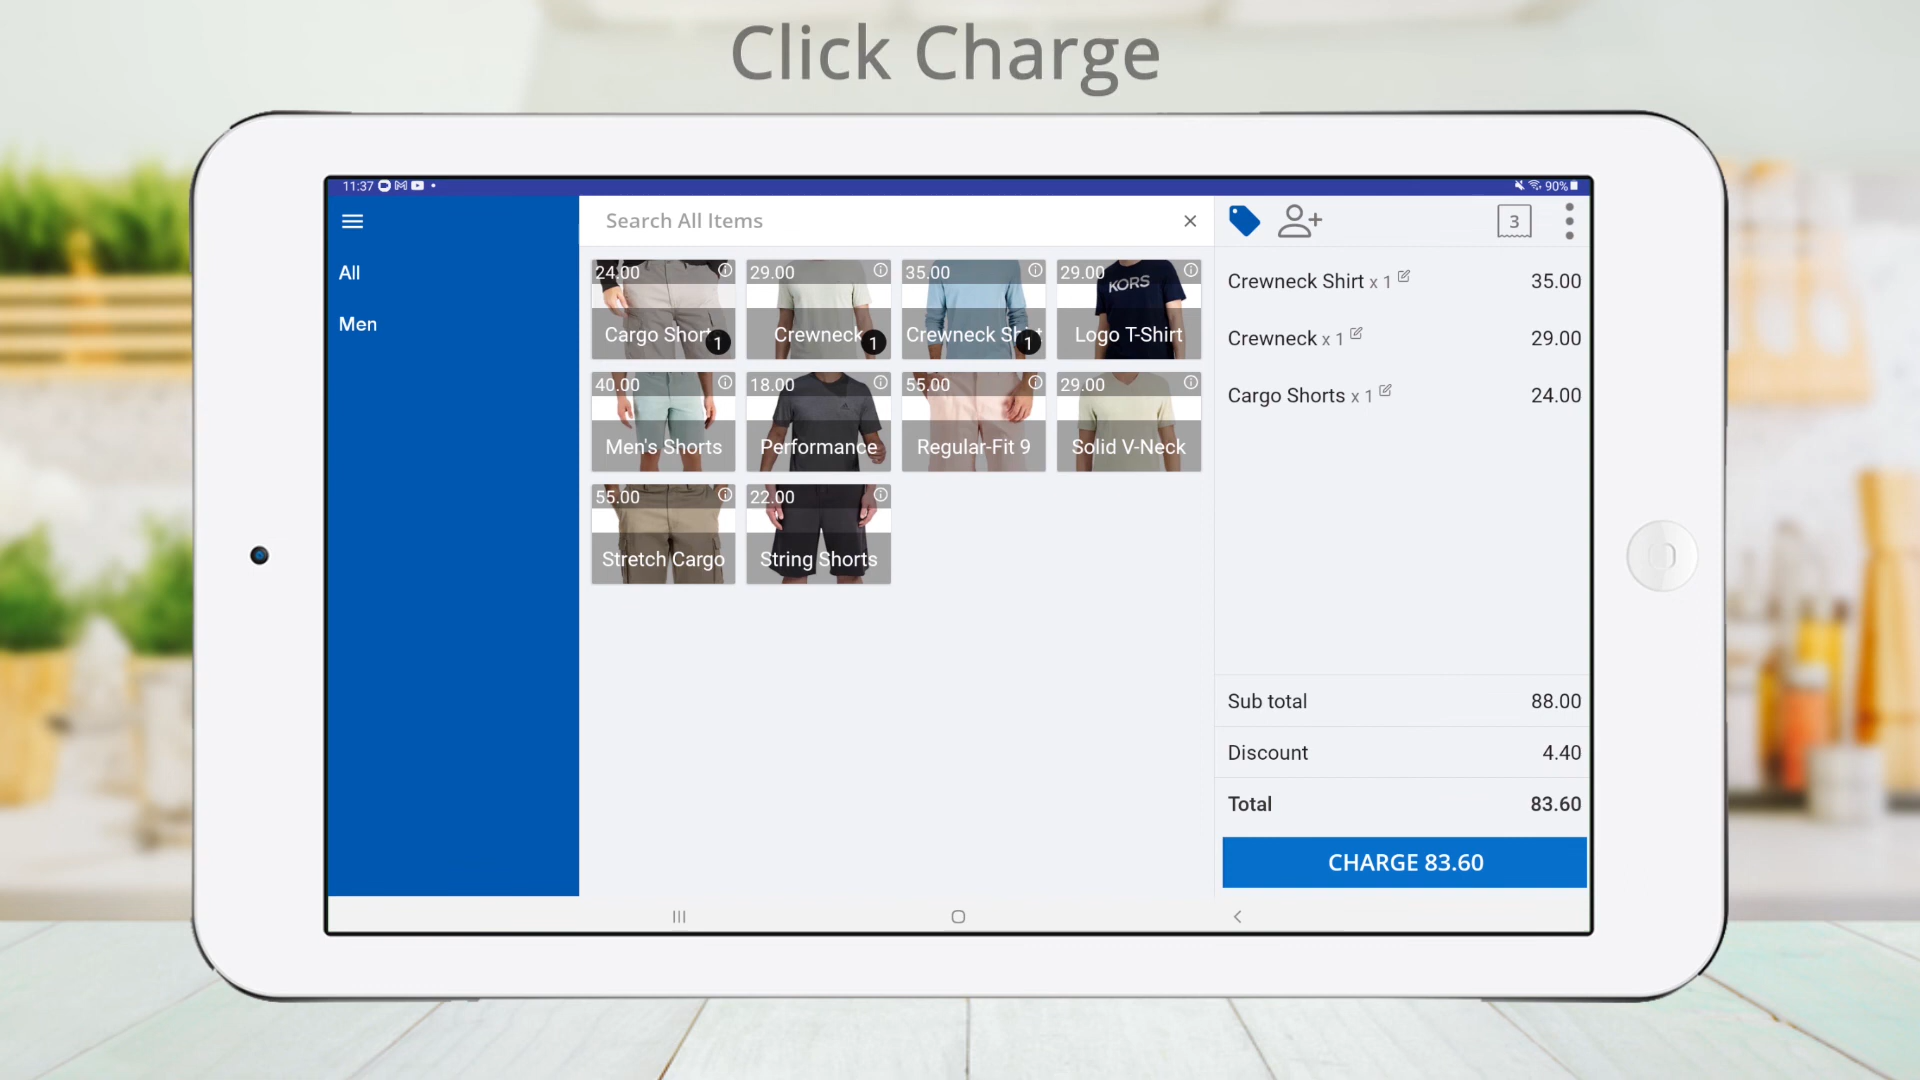 Click Charge
11:37
90%
Search All Items
3
All
Men
24.00
29.00
35.00
29.00
KORS
Cargo Short
1
Crewneck
1
Crewneck Sh
1
Logo T-Shirt
40.00
18.00
55.00
29.00
Men's Shorts
Performance
Regular-Fit 9
Solid V-Neck
55.00
22.00
Stretch Cargo
String Shorts
Crewneck Shirt x 1 35.00
Crewneck x 1 29.00
Cargo Shorts x 1 24.00
Sub total 88.00
Discount 4.40
Total 83.60
CHARGE 83.60